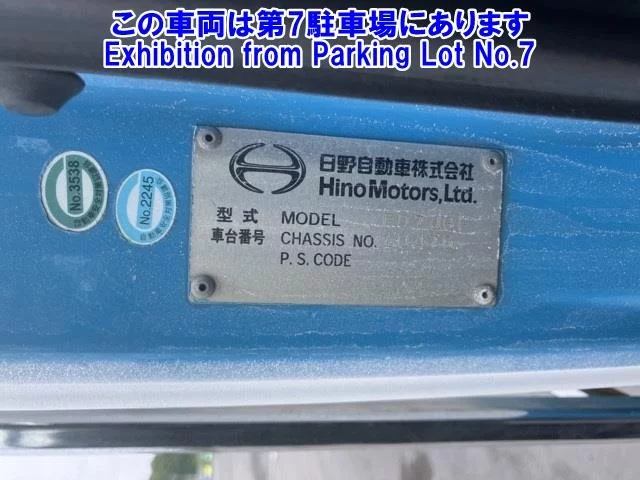 この車両は第7駐車場にあります
Exhibition from Parking Lot No.7
日野自動車株式会社
Hino Motors, Ltd.
型式 MODEL
車台番号 CHASSIS NO.
P.S. CODE
No.3538
No.2245